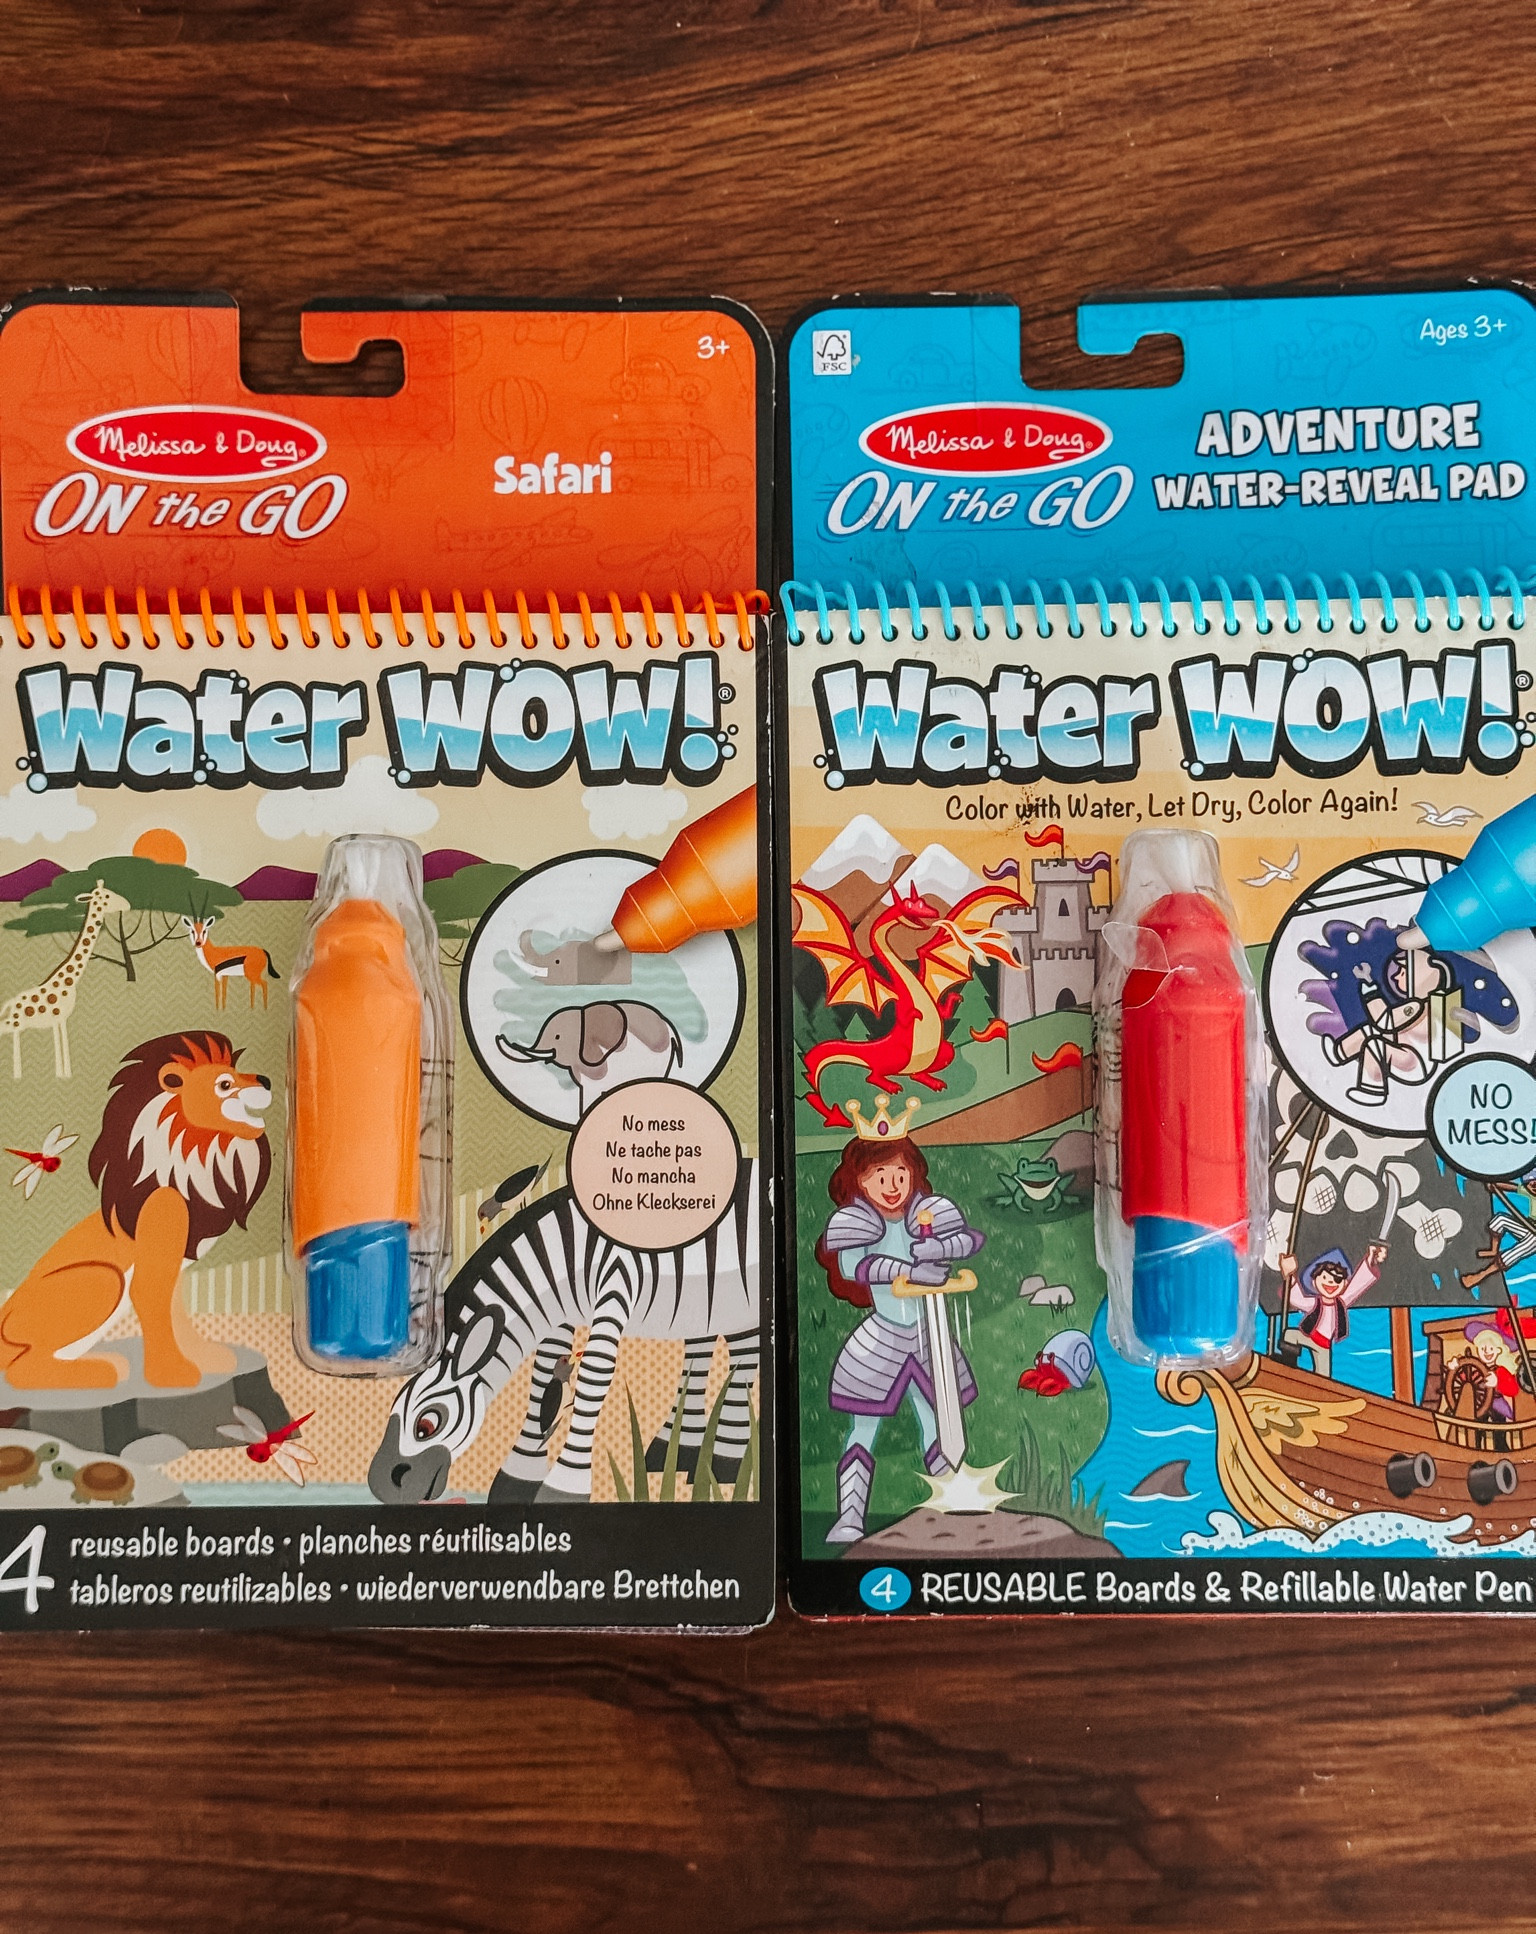 3+
Melissa & Doug®
ON the GO
Safari
Water WOW!®
No mess
Ne tache pas
No mancha
Ohne Kleckserei
4
reusable boards • planches réutilisables
tableros reutilizables • wiederverwendbare Brettchen
FSC
Ages 3+
Melissa & Doug®
ON the GO
ADVENTURE
WATER-REVEAL PAD
Water WOW!®
Color with Water, Let Dry, Color Again!
NO
MESS!
4 REUSABLE Boards & Refillable Water Pen